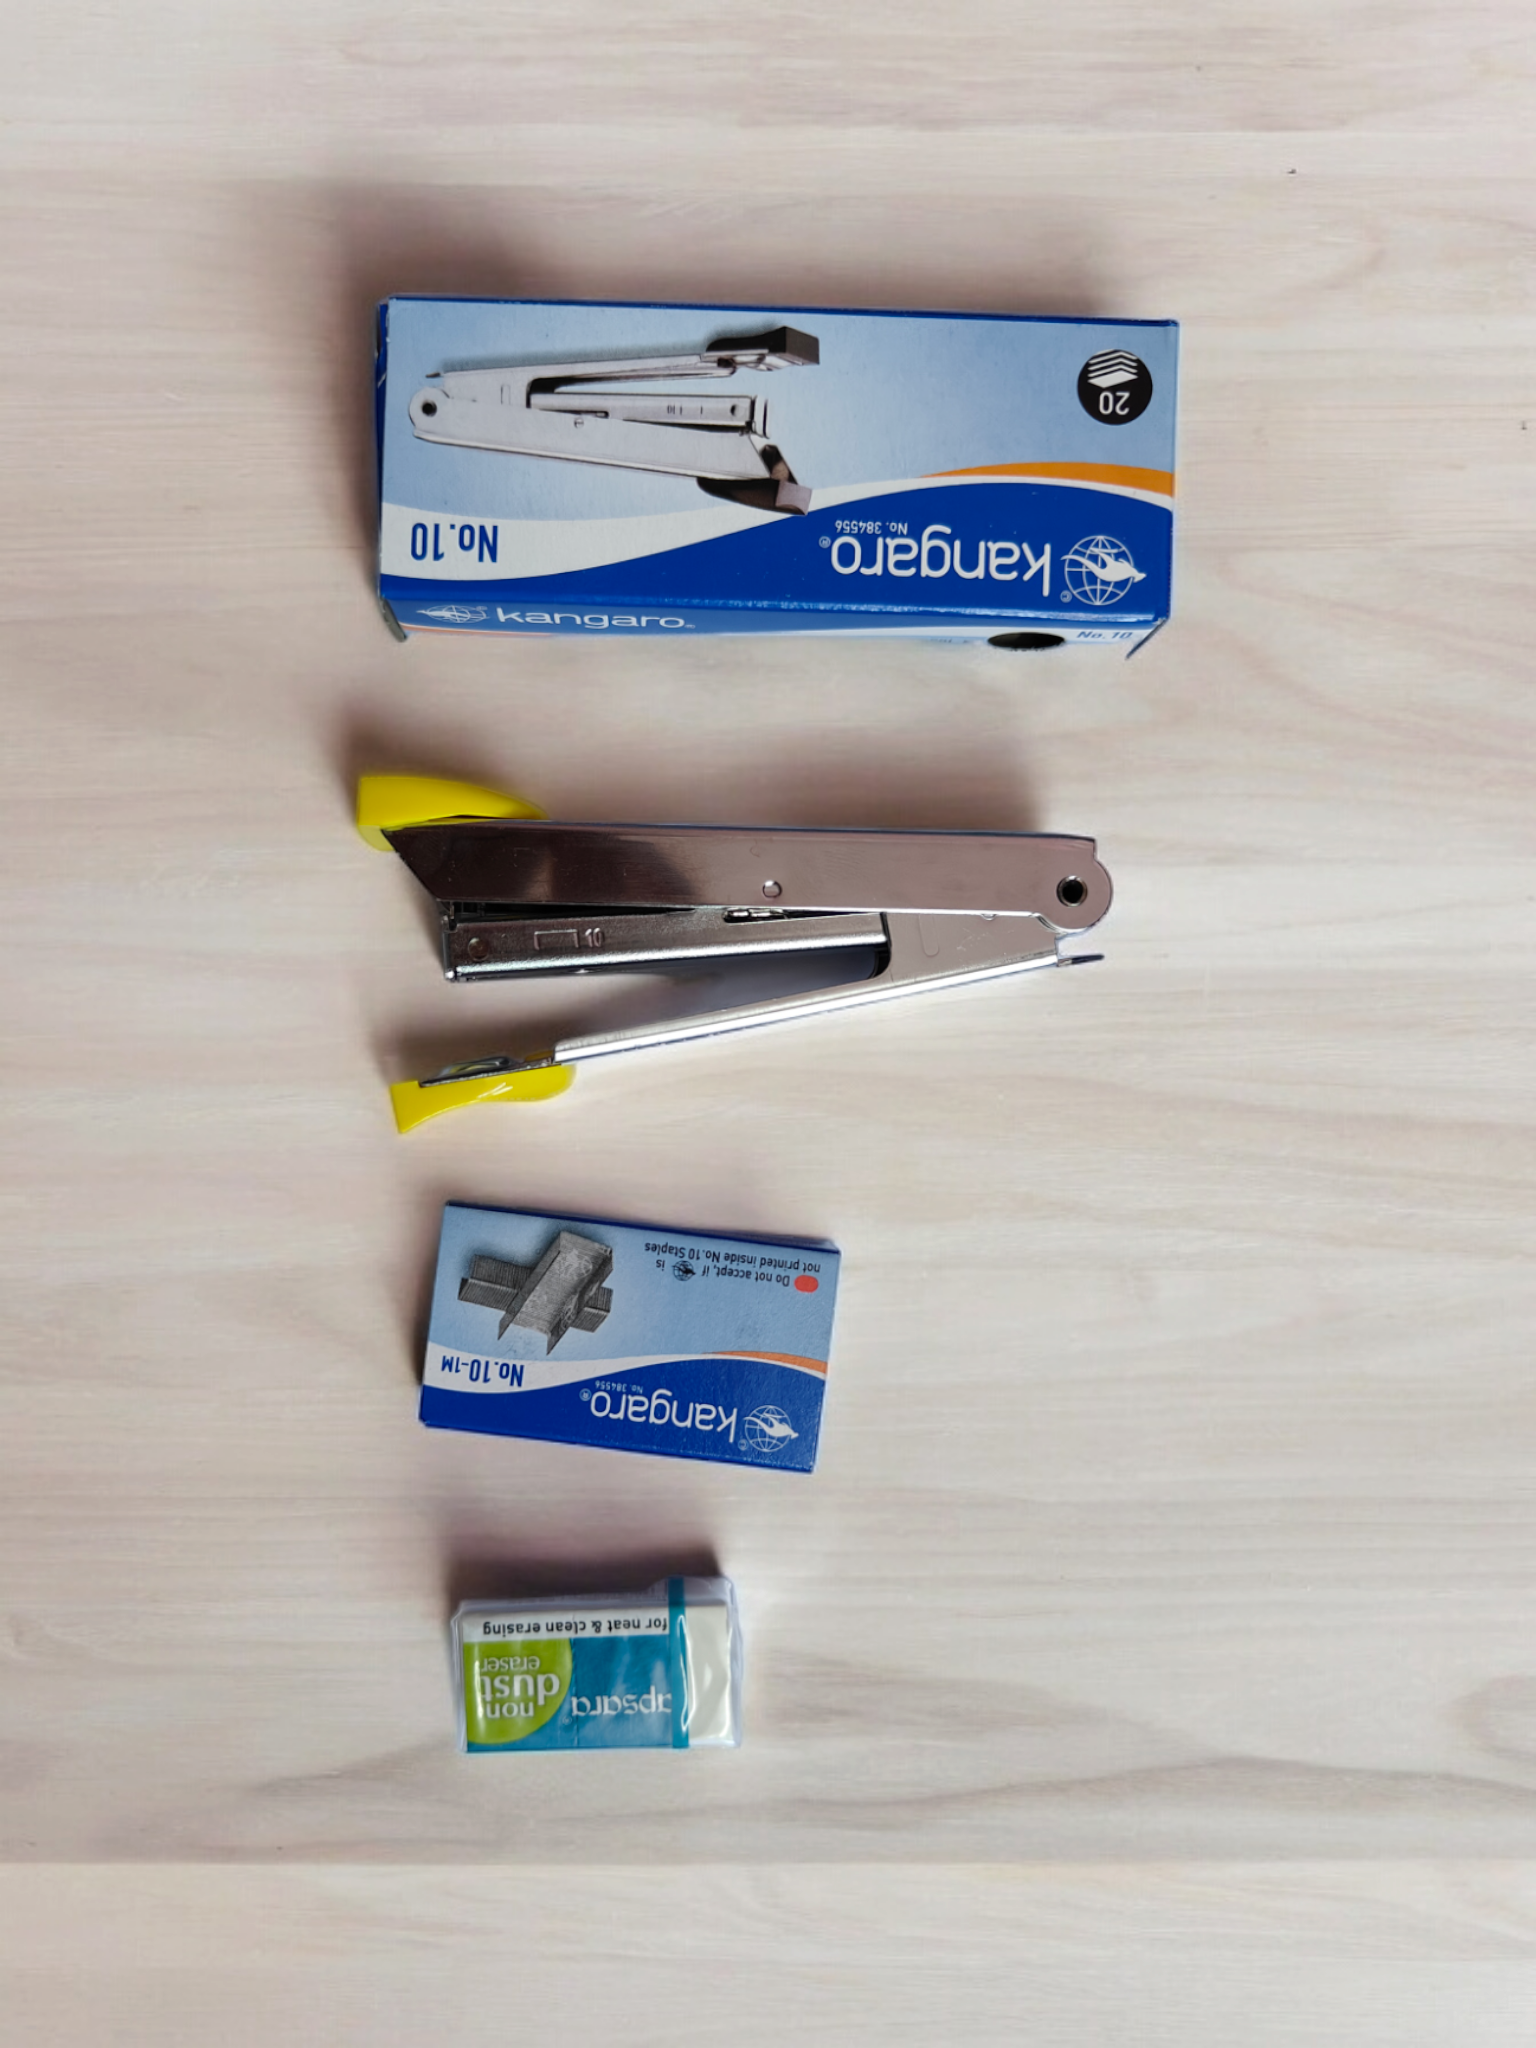 20
kangaro®
No. 384556
No.10
kangaro
No. 10
10
Do not accept, if is
not printed inside No.10 Staples
kangaro®
No. 384556
No.10-1M
for neat & clean erasing
apsara®
non
dust
eraser